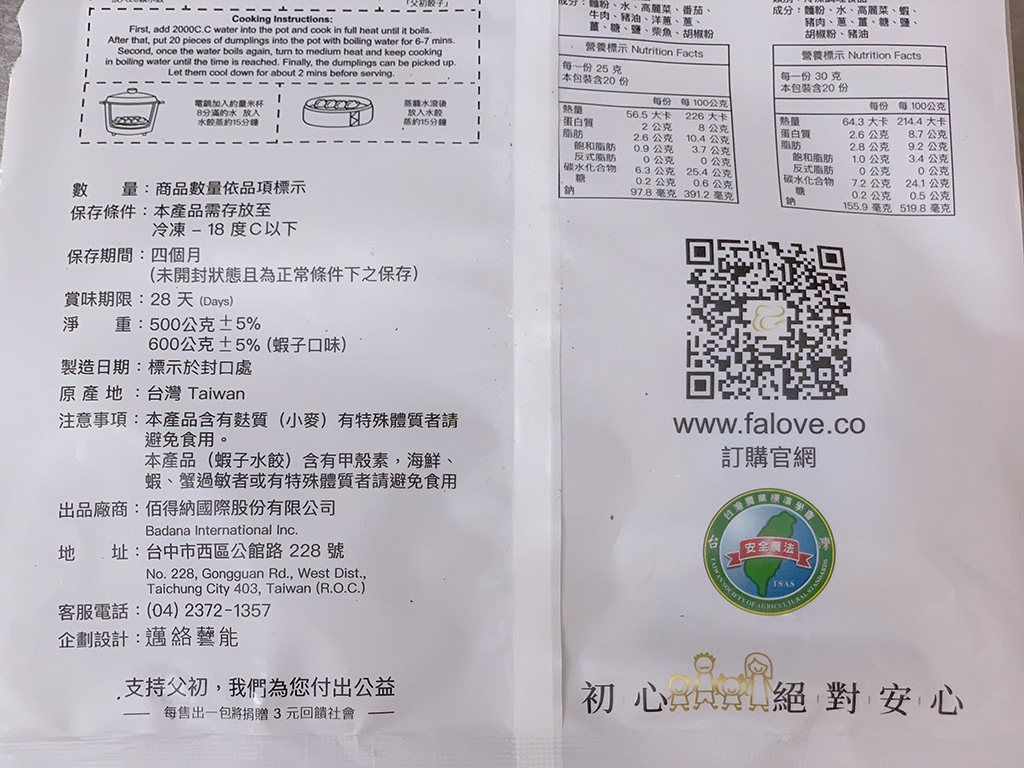 「父初餃子」
Cooking Instructions:
First, add 2000C.C water into the pot and cook in full heat until it boils.
After that, put 20 pieces of dumplings into the pot with boiling water for 6-7 mins.
Second, once the water boils again, turn to medium heat and keep cooking
in boiling water until the time is reached. Finally, the dumplings can be picked up.
Let them cool down for about 2 mins before serving.
電鍋加入約量米杯
8分滿的水 放入
水餃蒸約15分鐘
蒸籠水滾後
放入水餃
蒸約15分鐘
數 量：商品數量依品項標示
保存條件：本產品需存放至
冷凍 – 18 度C以下
保存期間：四個月
(未開封狀態且為正常條件下之保存)
賞味期限：28 天 (Days)
淨 重：500公克±5%
600公克±5% (蝦子口味)
製造日期：標示於封口處
原 產 地 ：台灣 Taiwan
注意事項：本產品含有麩質（小麥）有特殊體質者請
避免食用。
本產品（蝦子水餃）含有甲殼素，海鮮、
蝦、蟹過敏者或有特殊體質者請避免食用
出品廠商：佰得納國際股份有限公司
Badana International Inc.
地 址：台中市西區公館路 228 號
No. 228, Gongguan Rd., West Dist.,
Taichung City 403, Taiwan (R.O.C.)
客服電話：(04) 2372-1357
企劃設計：邁絡藝能
支持父初，我們為您付出公益
每售出一包將捐贈 3 元回饋社會
成分：麵粉、水、高麗菜、番茄、
牛肉、豬油、洋蔥、蔥、
薑、糖、鹽、柴魚、胡椒粉
營養標示 Nutrition Facts
每一份 25 克
本包裝含20 份
每份 每 100公克
熱量 56.5 大卡 226 大卡
蛋白質 2 公克 8 公克
脂肪 2.6 公克 10.4 公克
飽和脂肪 0.9 公克 3.7 公克
反式脂肪 0 公克 0 公克
碳水化合物 6.3 公克 25.4 公克
糖 0.2 公克 0.6 公克
鈉 97.8 毫克 391.2 毫克
成分：麵粉、水、高麗菜、蝦、
豬肉、蔥、薑、糖、鹽、
胡椒粉、豬油
營養標示 Nutrition Facts
每一份 30 克
本包裝含20 份
每份 每 100公克
熱量 64.3 大卡 214.4 大卡
蛋白質 2.6 公克 8.7 公克
脂肪 2.8 公克 9.2 公克
飽和脂肪 1.0 公克 3.4 公克
反式脂肪 0 公克 0 公克
碳水化合物 7.2 公克 24.1 公克
糖 0.2 公克 0.5 公克
鈉 155.9 毫克 519.8 毫克
www.falove.co
訂購官網
台灣農業標準學會
安全農法
TSAS
TAIWAN SOCIETY OF AGRICULTURAL STANDARDS
初心 絕對安心